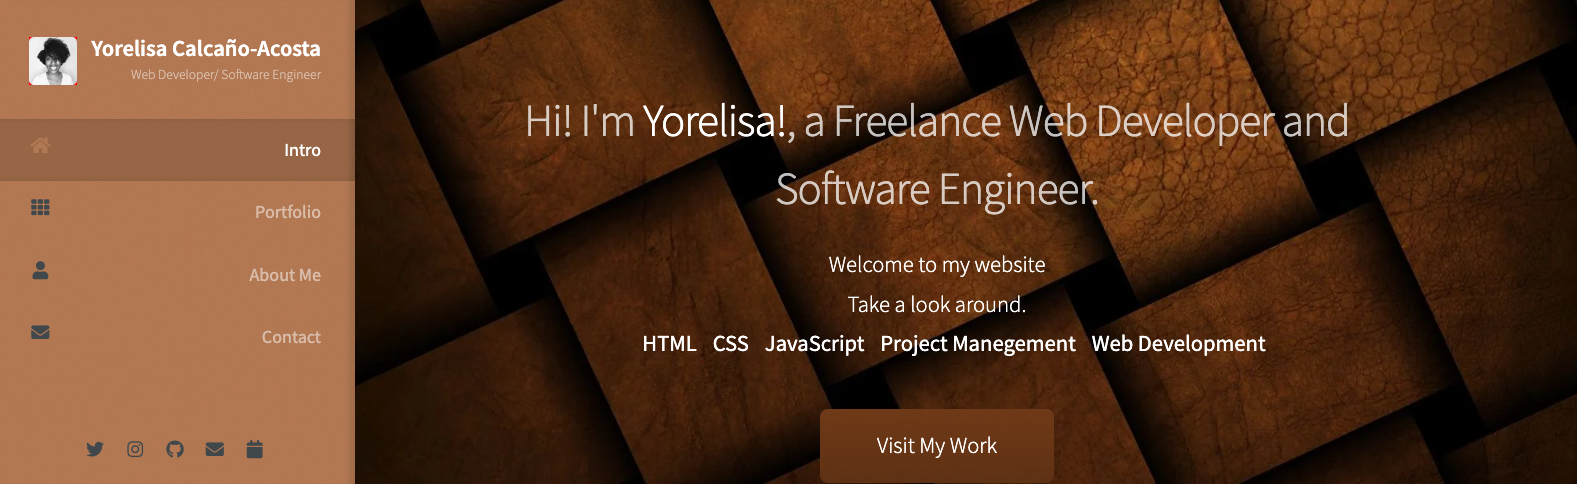 Yorelisa Calcaño-Acosta
Web Developer/ Software Engineer
Intro
Portfolio
About Me
Contact
Hi! I'm Yorelisa!, a Freelance Web Developer and
Software Engineer.
Welcome to my website
Take a look around.
HTML CSS JavaScript Project Manegement Web Development
Visit My Work